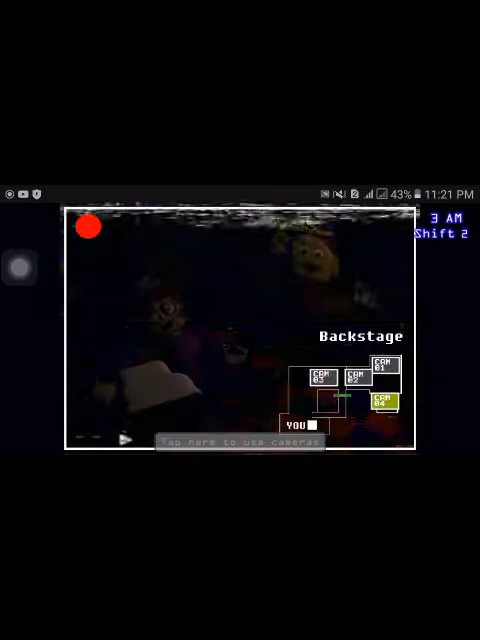 43% 11:21 PM
3 AM
Shift 2
Backstage
CAM
01
CAM
03
CAM
02
CAM
04
YOU
Tap here to use cameras